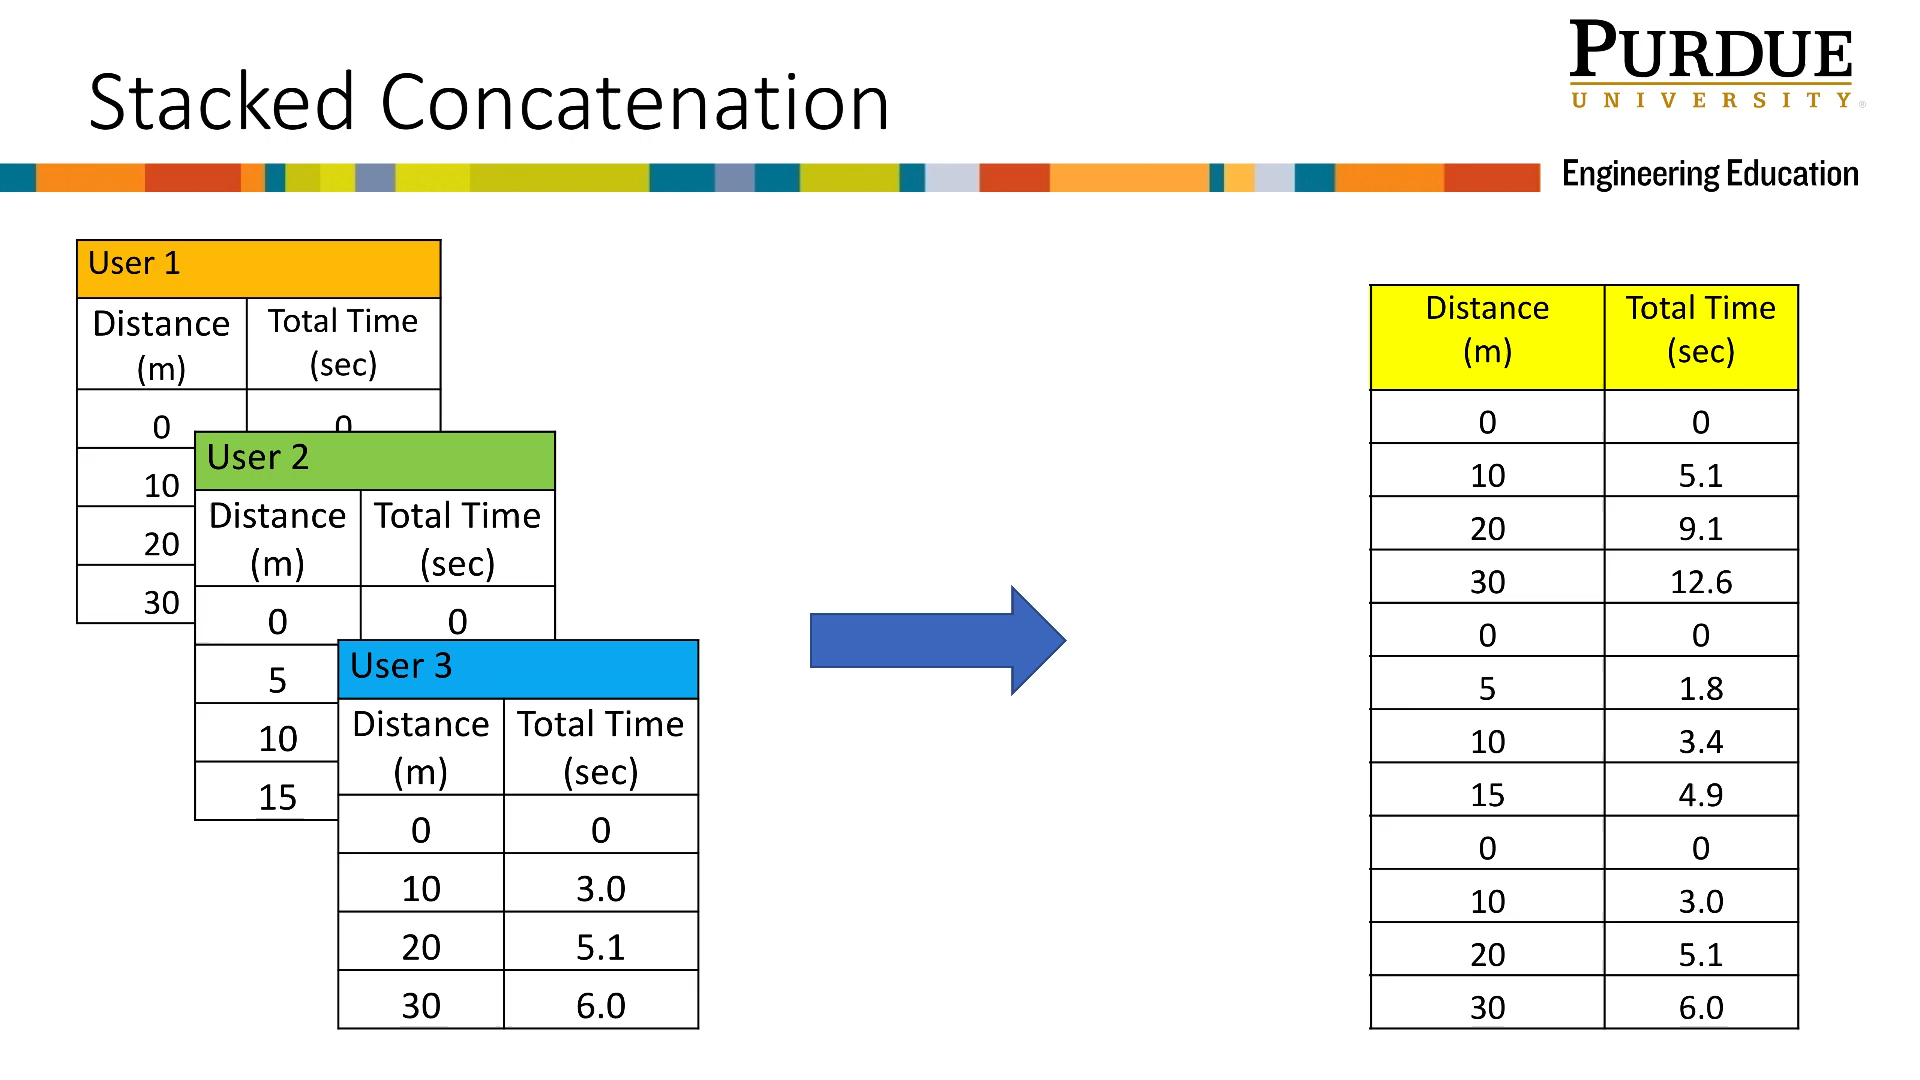 Stacked Concatenation
PURDUE
UNIVERSITY®
Engineering Education
User 1
Distance (m) Total Time (sec)
0 0
10
20
30
User 2
Distance (m) Total Time (sec)
0 0
5
10
15
User 3
Distance (m) Total Time (sec)
0 0
10 3.0
20 5.1
30 6.0
Distance (m) Total Time (sec)
0 0
10 5.1
20 9.1
30 12.6
0 0
5 1.8
10 3.4
15 4.9
0 0
10 3.0
20 5.1
30 6.0